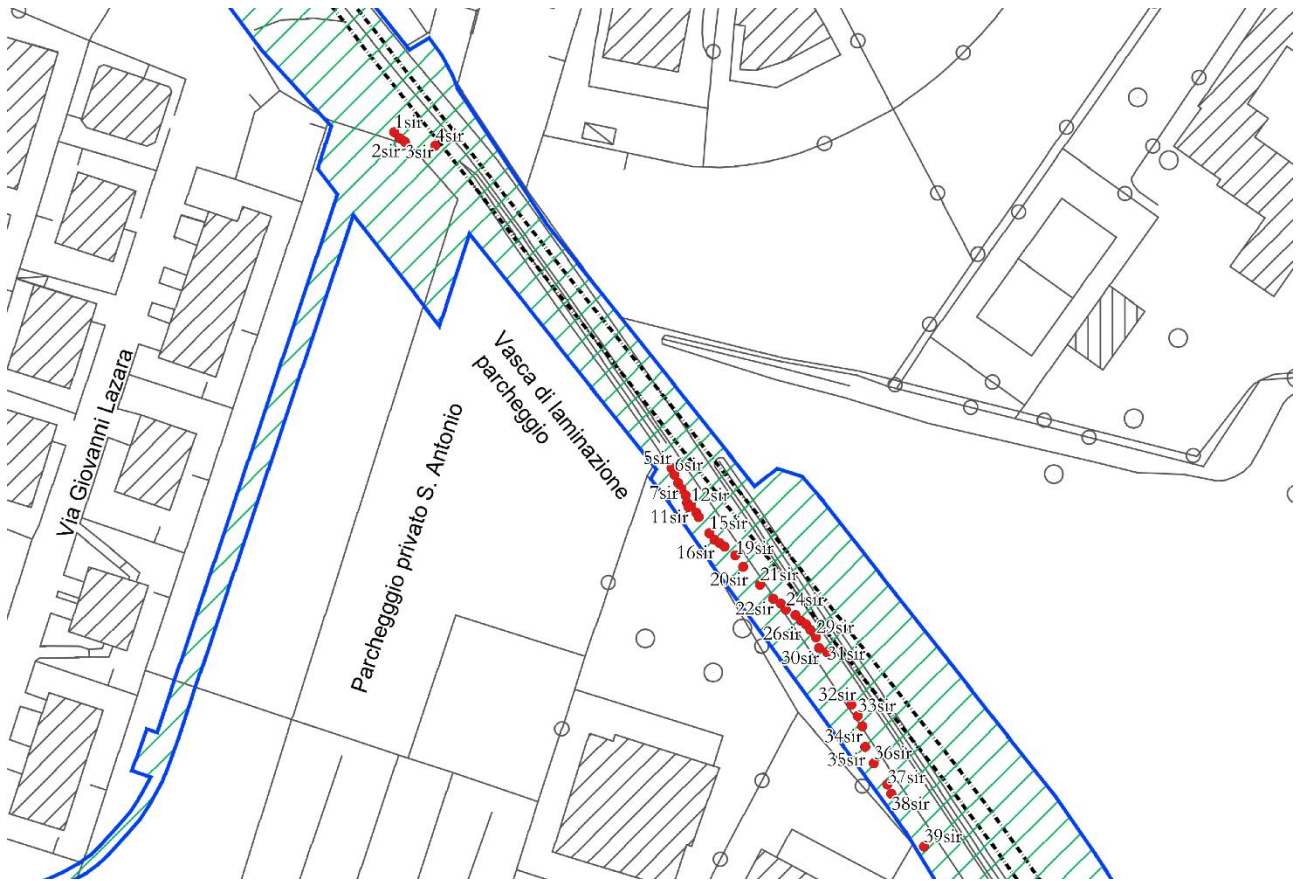 1sir
4sir
2sir
3sir
Vasca di laminazione
parcheggio
Via Giovanni Lazara
Parcheggio privato S. Antonio
5sir
6sir
7sir
12sir
11sir
15sir
16sir
19sir
20sir
21sir
22sir
24sir
26sir
29sir
30sir
31sir
32sir
33sir
34sir
35sir
36sir
37sir
38sir
39sir